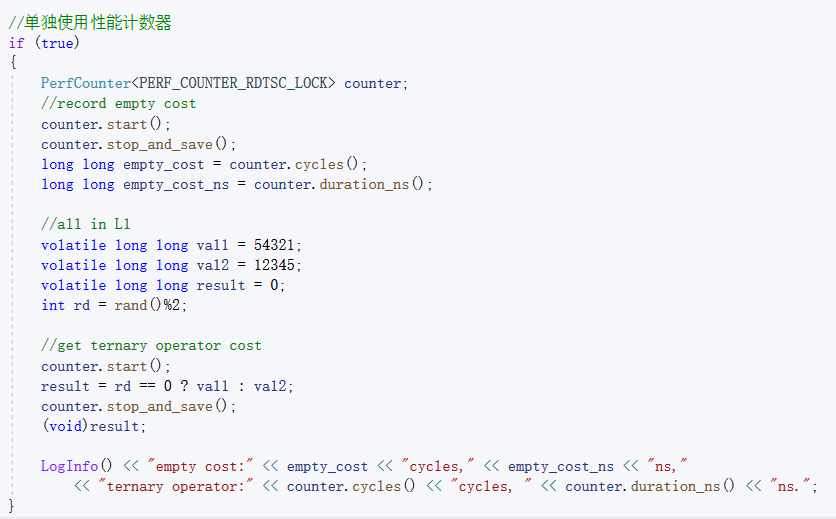 //单独使用性能计数器
if (true)
{
PerfCounter<PERF_COUNTER_RDTSC_LOCK> counter;
//record empty cost
counter.start();
counter.stop_and_save();
long long empty_cost = counter.cycles();
long long empty_cost_ns = counter.duration_ns();
//all in L1
volatile long long val1 = 54321;
volatile long long val2 = 12345;
volatile long long result = 0;
int rd = rand()%2;
//get ternary operator cost
counter.start();
result = rd == 0 ? val1 : val2;
counter.stop_and_save();
(void)result;
LogInfo() << "empty cost:" << empty_cost << "cycles," << empty_cost_ns << "ns,"
<< "ternary operator:" << counter.cycles() << "cycles, " << counter.duration_ns() << "ns.";
}